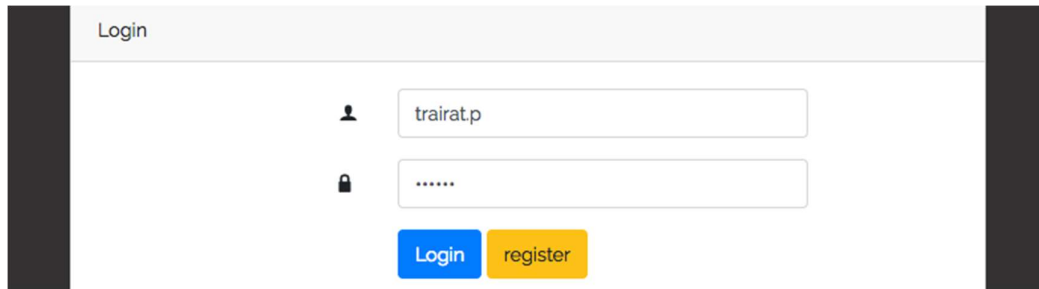 Login
trairat.p
••••••
Login register